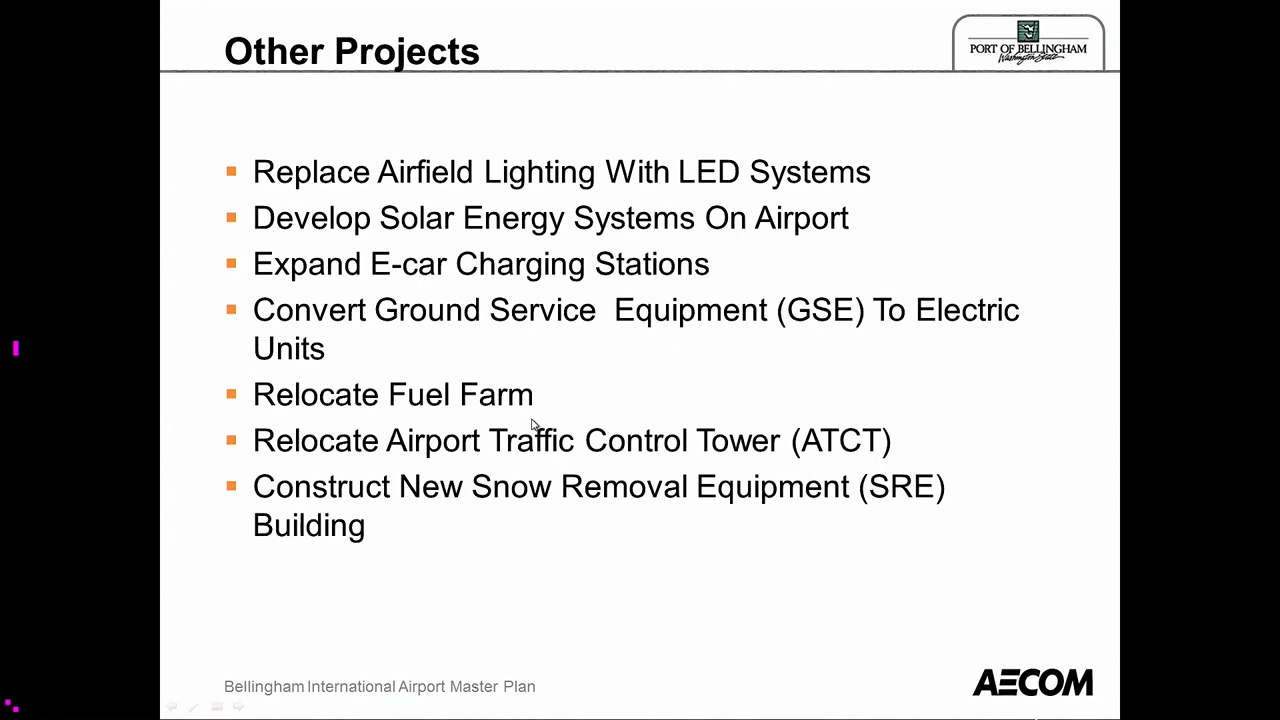 Other Projects
PORT OF BELLINGHAM
Washington State
Replace Airfield Lighting With LED Systems
Develop Solar Energy Systems On Airport
Expand E-car Charging Stations
Convert Ground Service  Equipment (GSE) To Electric
Units
Relocate Fuel Farm
Relocate Airport Traffic Control Tower (ATCT)
Construct New Snow Removal Equipment (SRE)
Building
Bellingham International Airport Master Plan
AECOM